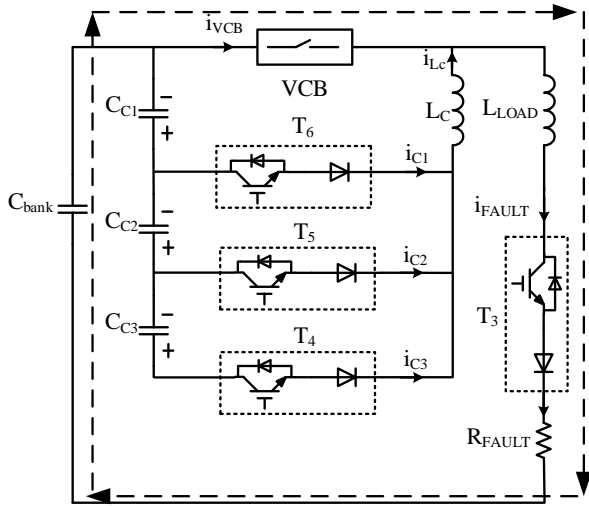 i_VCB
VCB
i_Lc
C_C1
−
+
T_6
L_C
L_LOAD
i_C1
C_bank
C_C2
−
+
T_5
i_C2
i_FAULT
C_C3
−
+
T_4
i_C3
T_3
R_FAULT